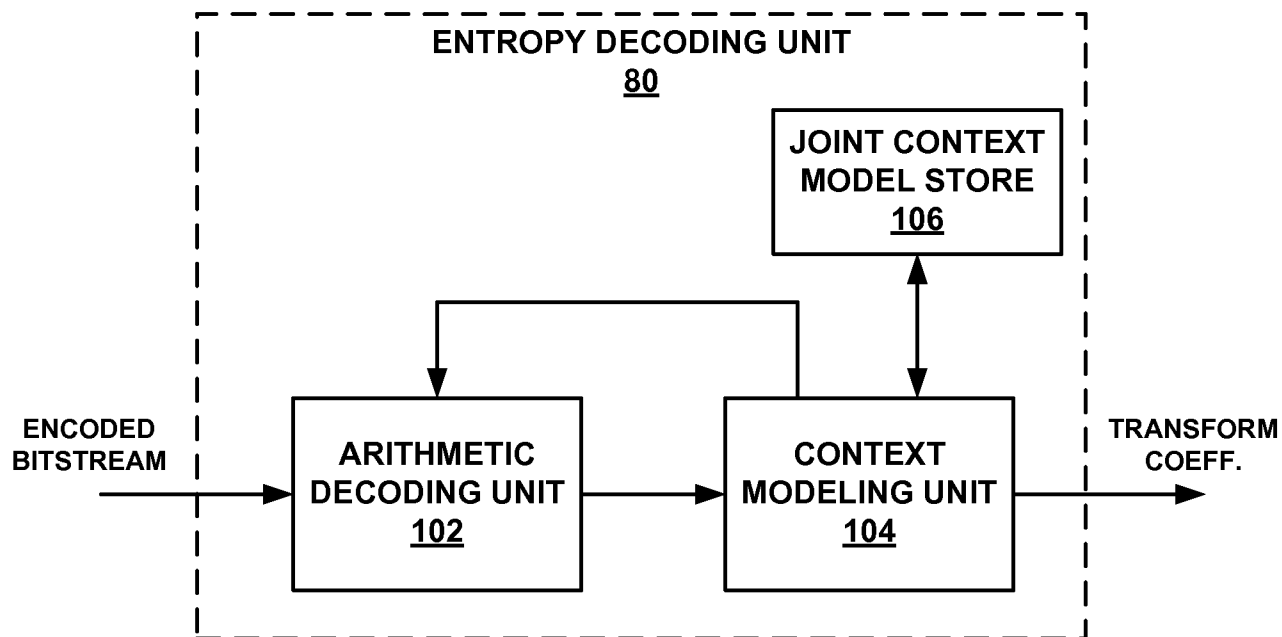 ENTROPY DECODING UNIT
80
JOINT CONTEXT
MODEL STORE
106
ENCODED
BITSTREAM
ARITHMETIC
DECODING UNIT
102
CONTEXT
MODELING UNIT
104
TRANSFORM
COEFF.